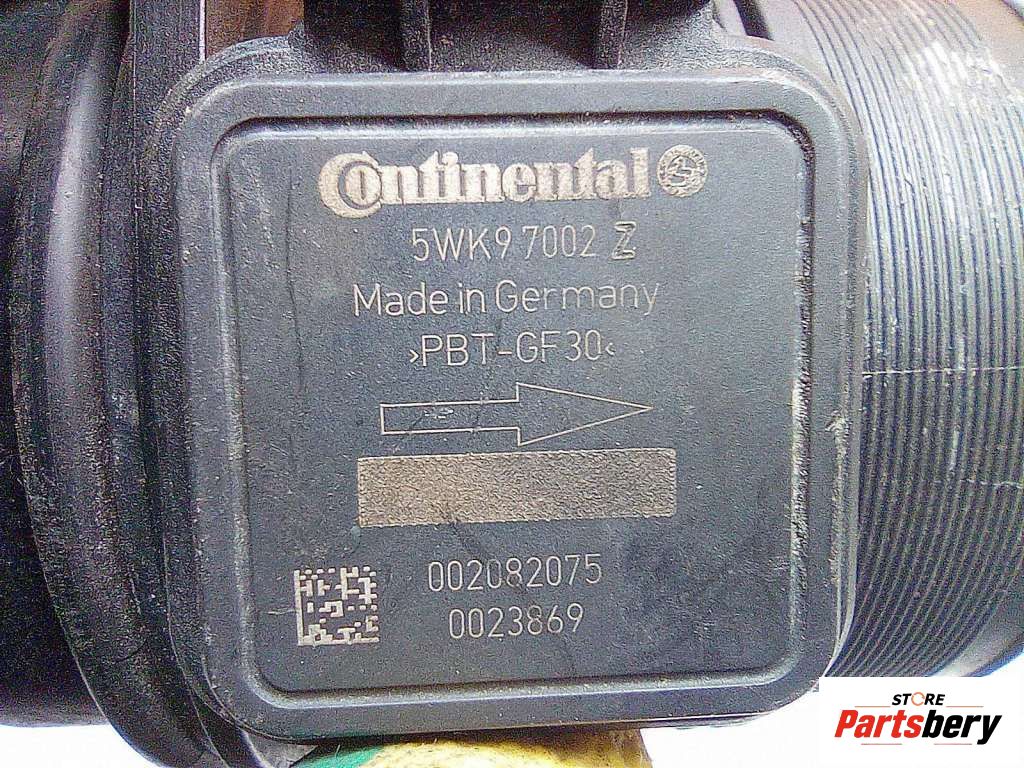 Continental
5WK9 7002 Z
Made in Germany
>PBT-GF30<
002082075
0023869
STORE
Partsbery